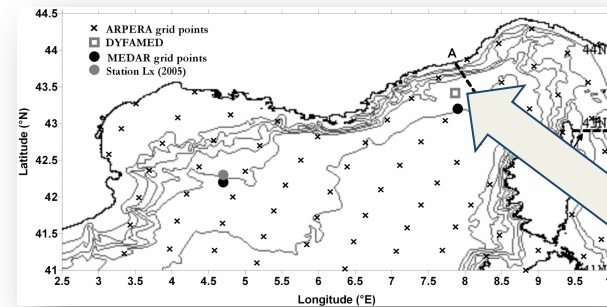 44.5
44
43.5
43
42.5
42
41.5
41
Latitude (°N)
ARPERA grid points
DYFAMED
MEDAR grid points
Station Lx (2005)
A
44N
43N
2.5 3 3.5 4 4.5 5 5.5 6 6.5 7 7.5 8 8.5 9 9.5
Longitude (°E)